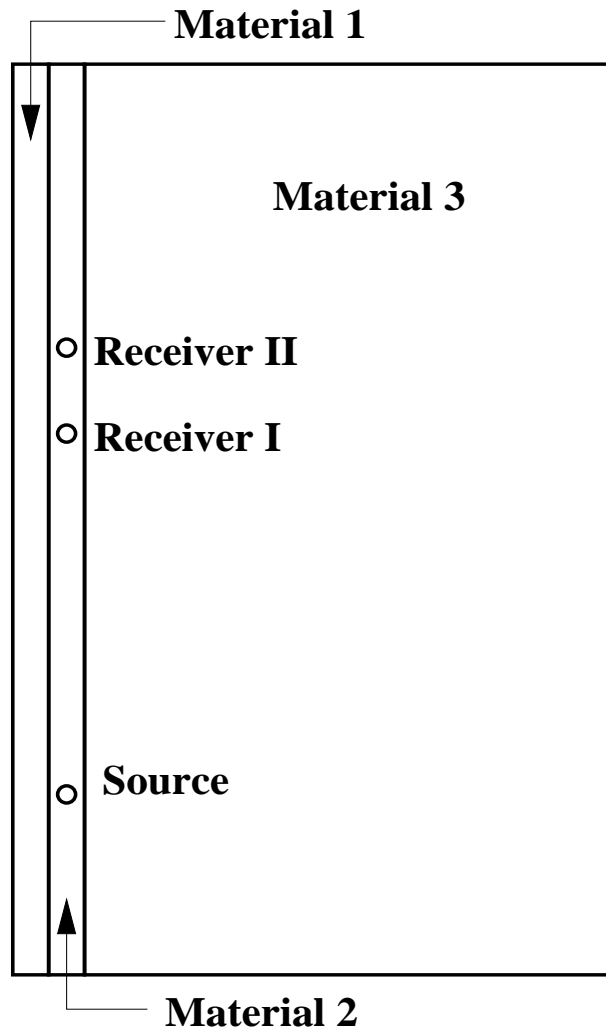 Material 1
Material 3
Receiver II
Receiver I
Source
Material 2